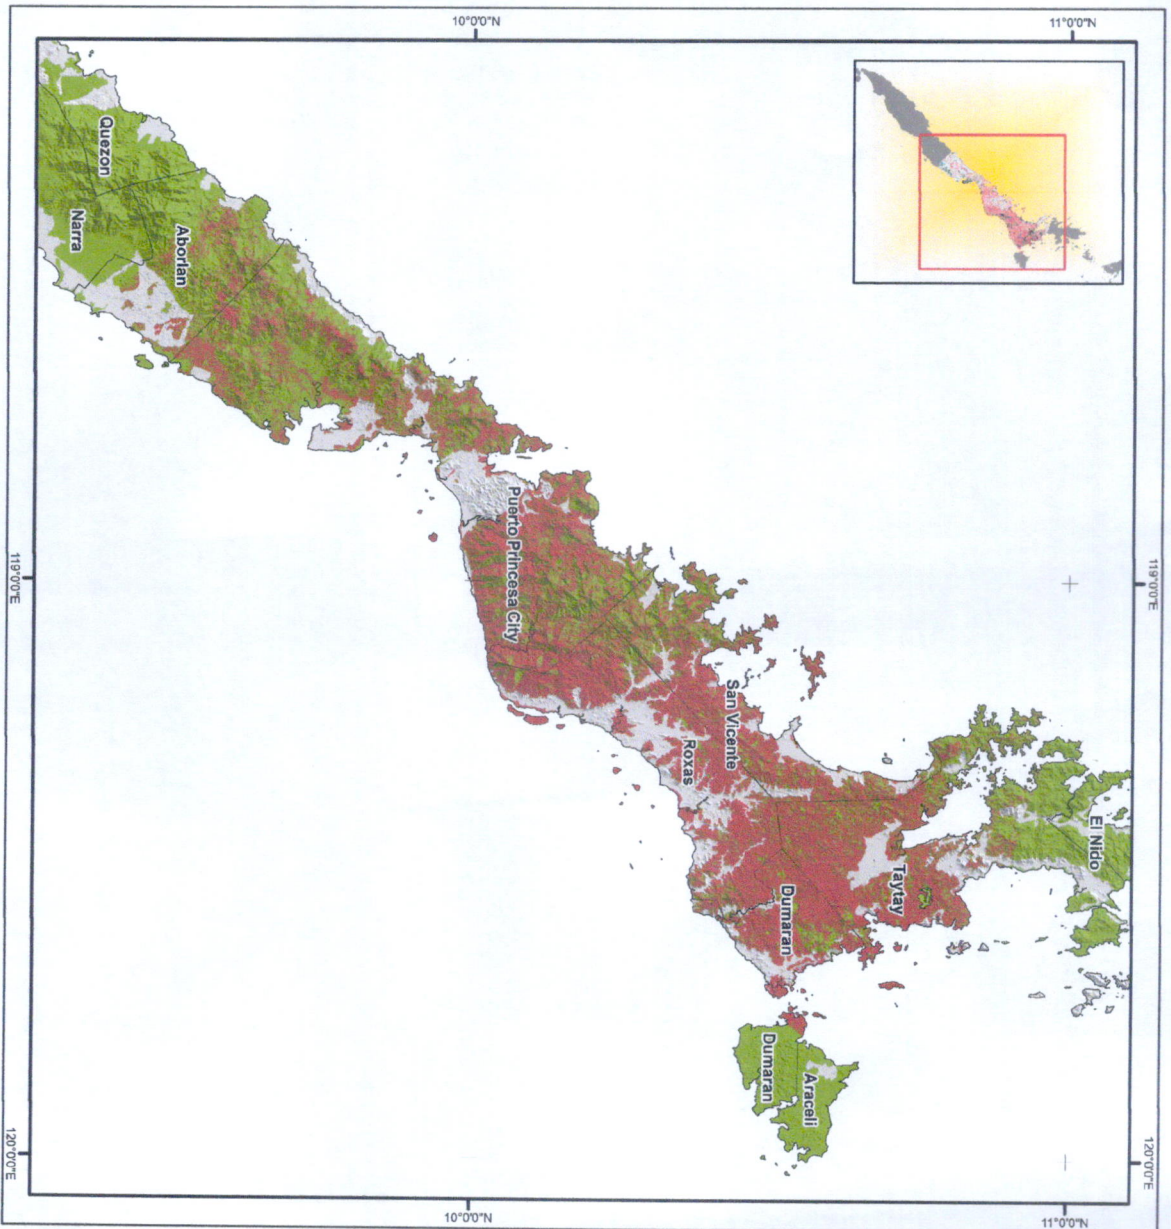 10°0'0"N
11°0'0"N
Quezon
Narra
Aborlan
Puerto Princesa City
119°0'0"E
119°0'0"E
San Vicente
Roxas
El Nido
Taytay
Dumaran
Dumaran
Araceli
120°0'0"E
120°0'0"E
10°0'0"N
11°0'0"N